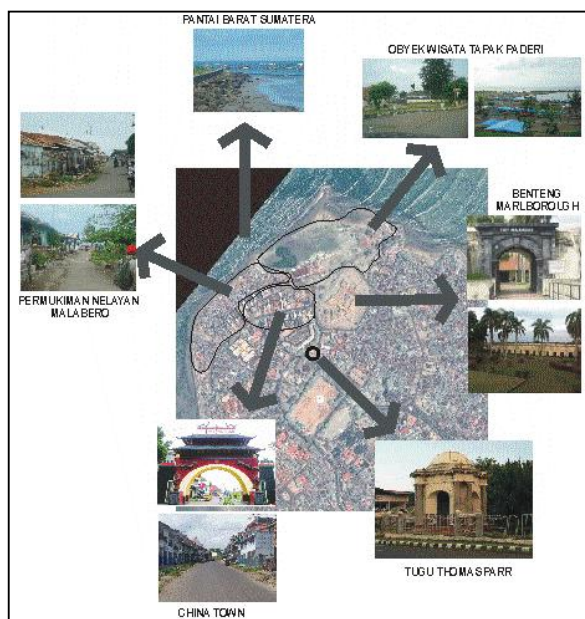 PANTAI BARAT SUMATERA
OBYEK WISATA TAPAK PADERI
BENTENG
MARLBOROUGH
PERMUKIMAN NELAYAN
MALABERO
TUGU THOMAS PARR
CHINA TOWN